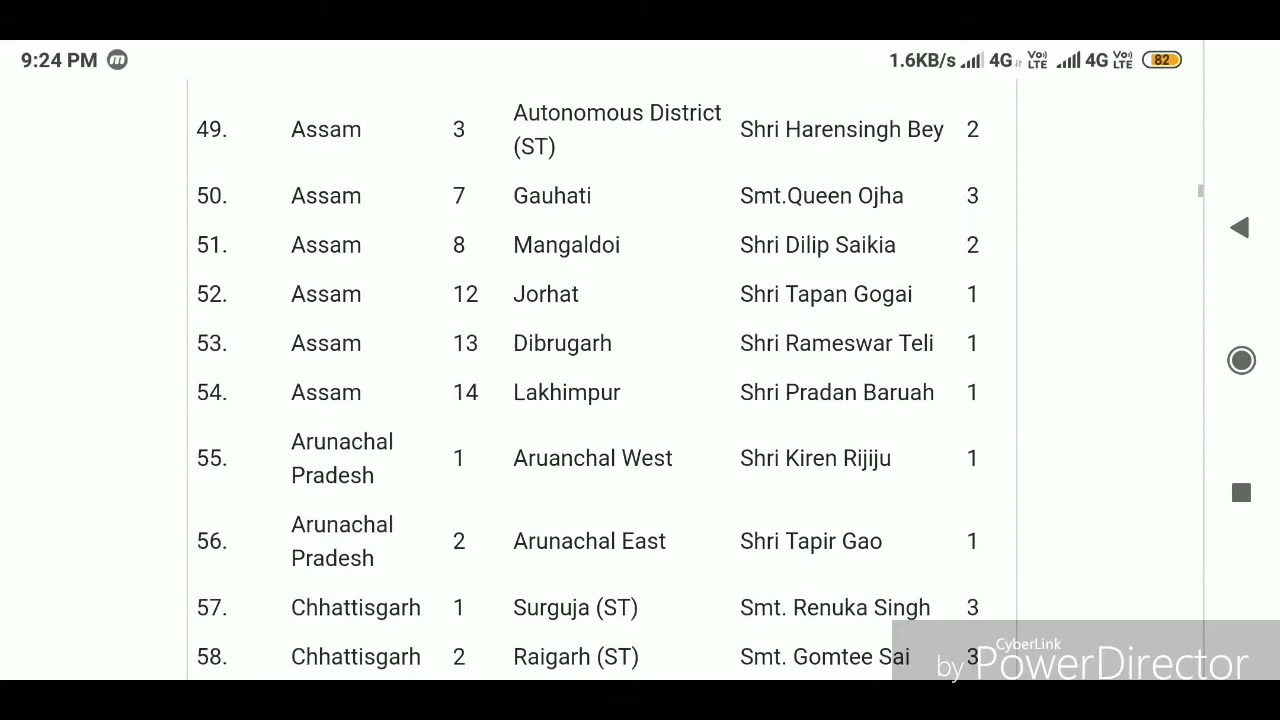 9:24 PM m 1.6KB/s 4G Vo) LTE 4G Vo) LTE 82
49. Assam 3 Autonomous District (ST) Shri Harensingh Bey 2
50. Assam 7 Gauhati Smt.Queen Ojha 3
51. Assam 8 Mangaldoi Shri Dilip Saikia 2
52. Assam 12 Jorhat Shri Tapan Gogai 1
53. Assam 13 Dibrugarh Shri Rameswar Teli 1
54. Assam 14 Lakhimpur Shri Pradan Baruah 1
55. Arunachal Pradesh 1 Aruanchal West Shri Kiren Rijiju 1
56. Arunachal Pradesh 2 Arunachal East Shri Tapir Gao 1
57. Chhattisgarh 1 Surguja (ST) Smt. Renuka Singh 3
58. Chhattisgarh 2 Raigarh (ST) Smt. Gomtee Sai 3
CyberLink
by PowerDirector